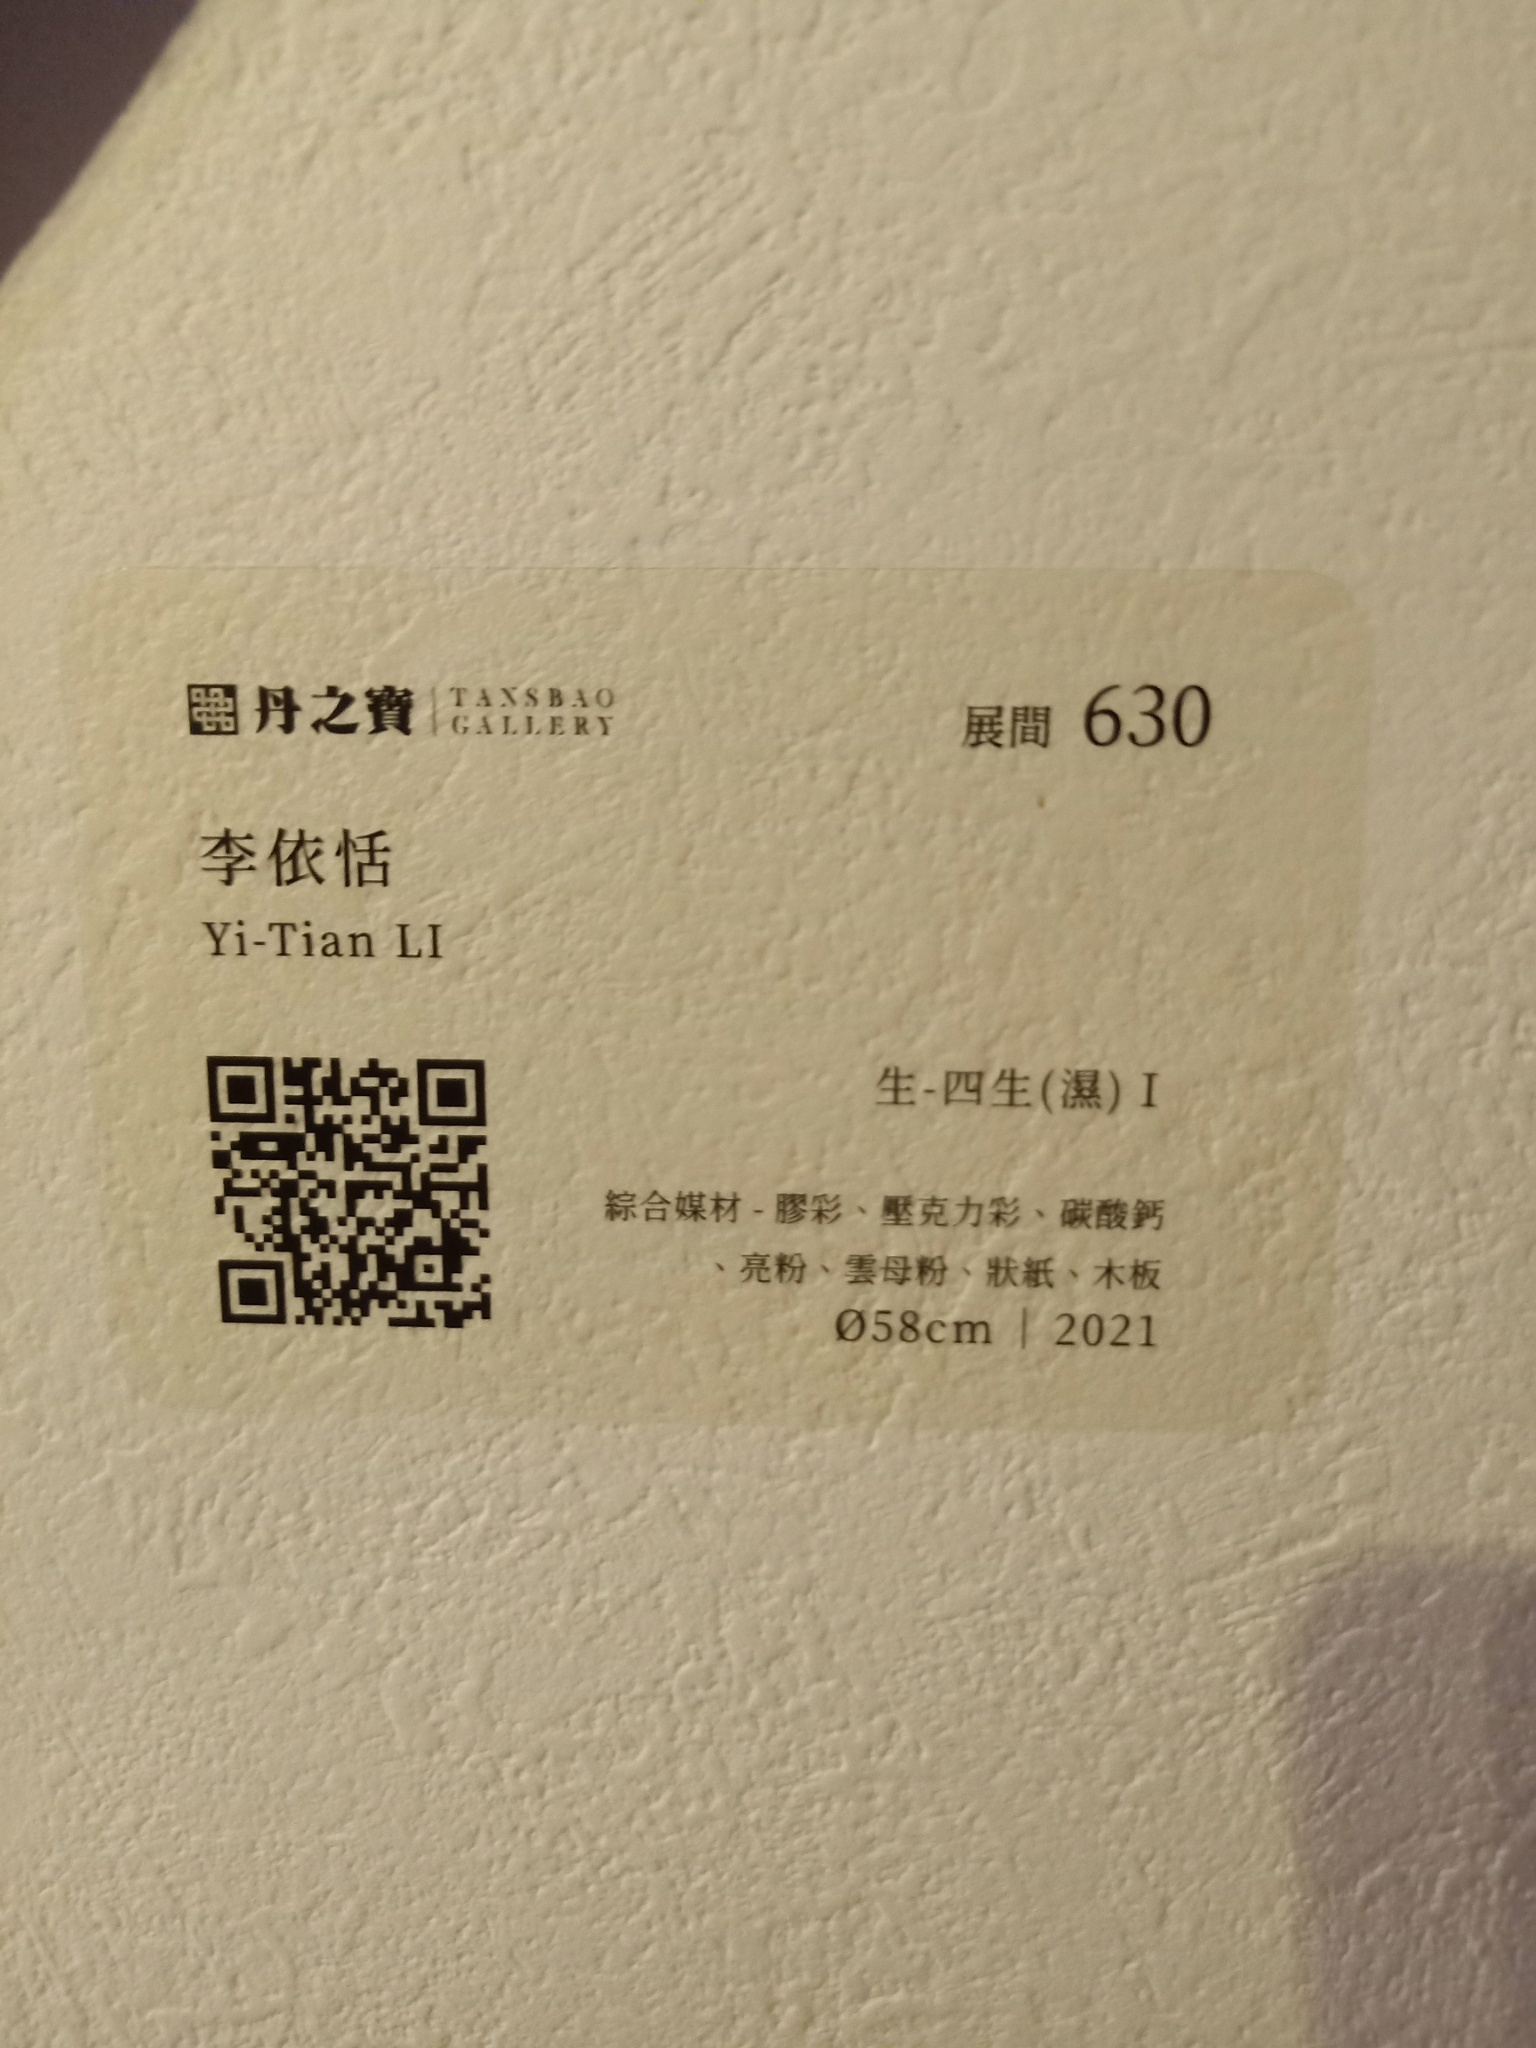 丹之寶 TANSBAO GALLERY
展間 630
李依恬
Yi-Tian LI
生-四生(濕) I
綜合媒材 - 膠彩、壓克力彩、碳酸鈣
、亮粉、雲母粉、狀紙、木板
Ø58cm | 2021